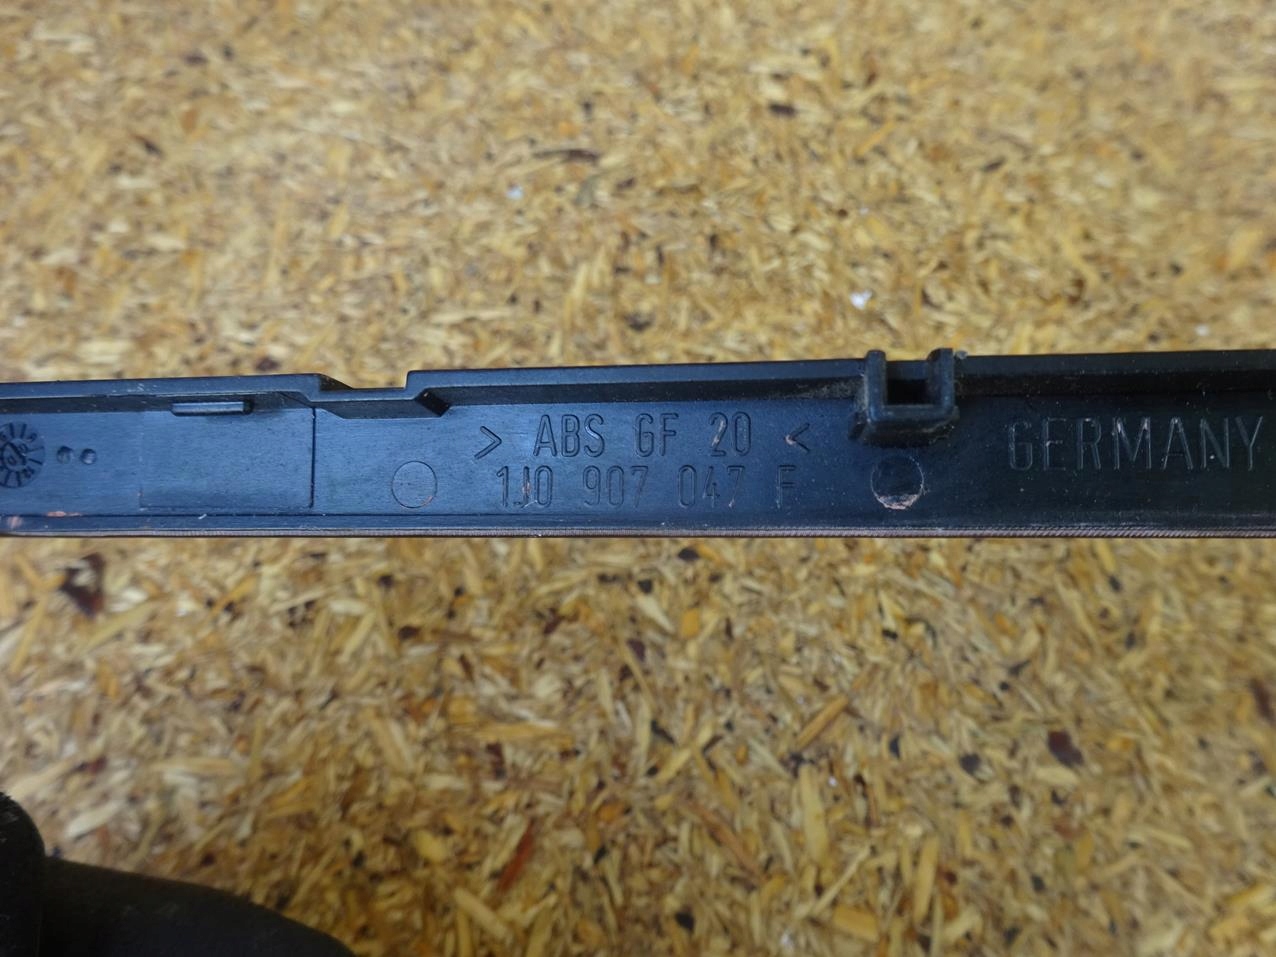 > ABS GF 20 <
1J0 907 047 F
GERMANY